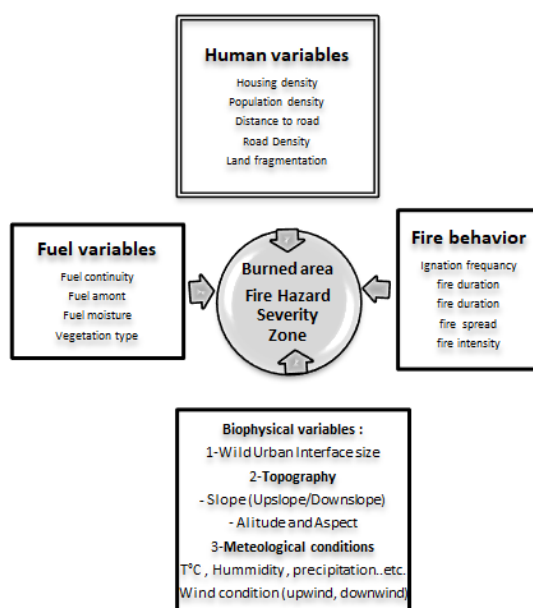 Human variables
Housing density
Population density
Distance to road
Road Density
Land fragmentation
Fuel variables
Fuel continuity
Fuel amont
Fuel moisture
Vegetation type
Burned area
Fire Hazard
Severity
Zone
Fire behavior
Ignation frequancy
fire duration
fire duration
fire spread
fire intensity
Biophysical variables :
1-Wild Urban Interface size
2-Topography
- Slope (Upslope/Downslope)
- Alitude and Aspect
3-Meteological conditions
T°C , Hummidity , precipitation..etc.
Wind condition (upwind, downwind)